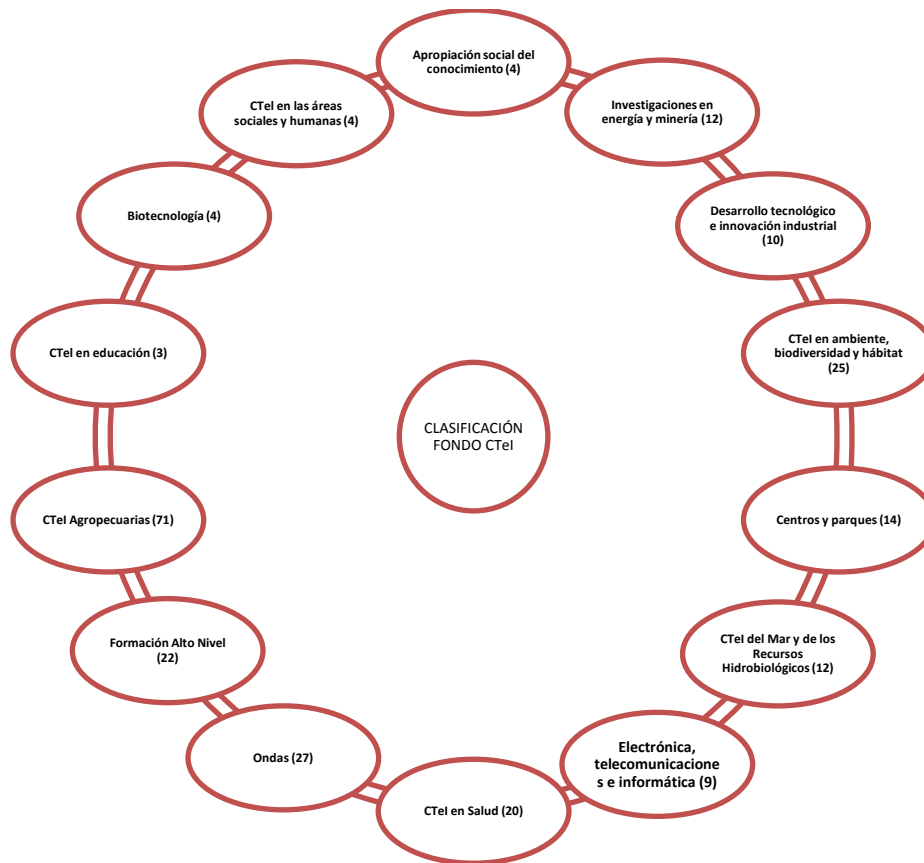 Apropiación social del
conocimiento (4)
Investigaciones en
energía y minería (12)
Desarrollo tecnológico
e innovación industrial
(10)
CTeI en ambiente,
biodiversidad y hábitat
(25)
Centros y parques (14)
CTeI del Mar y de los
Recursos
Hidrobiológicos (12)
Electrónica,
telecomunicacione
s e informática (9)
CTeI en Salud (20)
Ondas (27)
Formación Alto Nivel
(22)
CTeI Agropecuarias (71)
CTeI en educación (3)
Biotecnología (4)
CTeI en las áreas
sociales y humanas (4)
CLASIFICACIÓN
FONDO CTeI